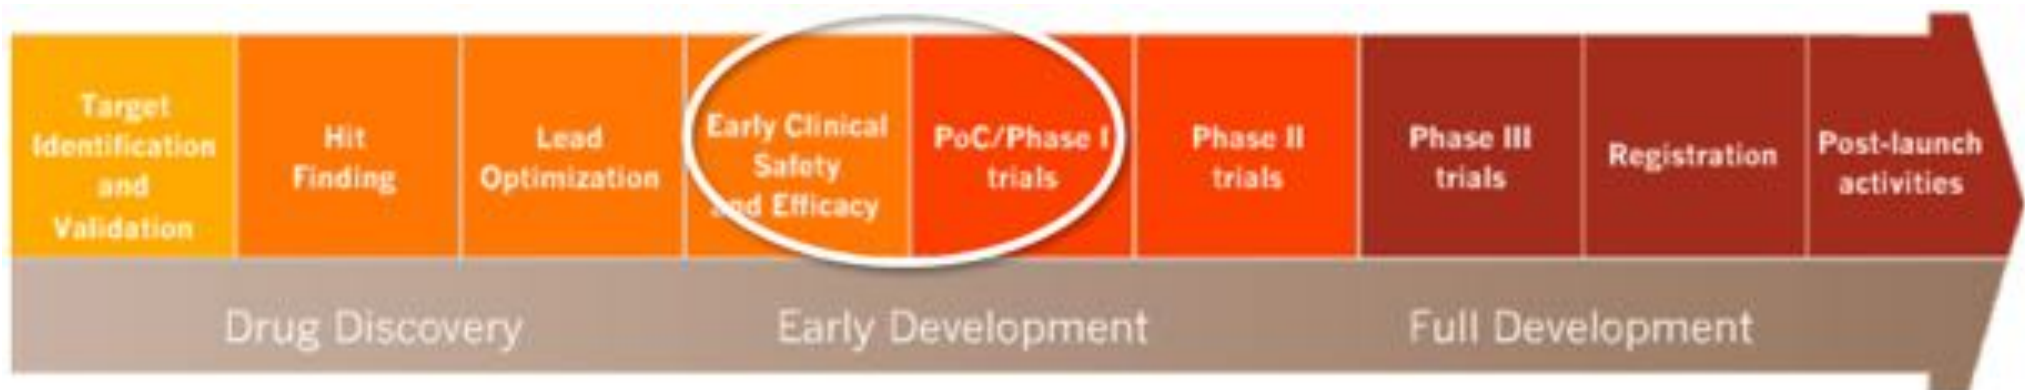 Target
Identification
and
Validation
Hit
Finding
Lead
Optimization
Early Clinical
Safety
and Efficacy
PoC/Phase I
trials
Phase II
trials
Phase III
trials
Registration
Post-launch
activities
Drug Discovery
Early Development
Full Development